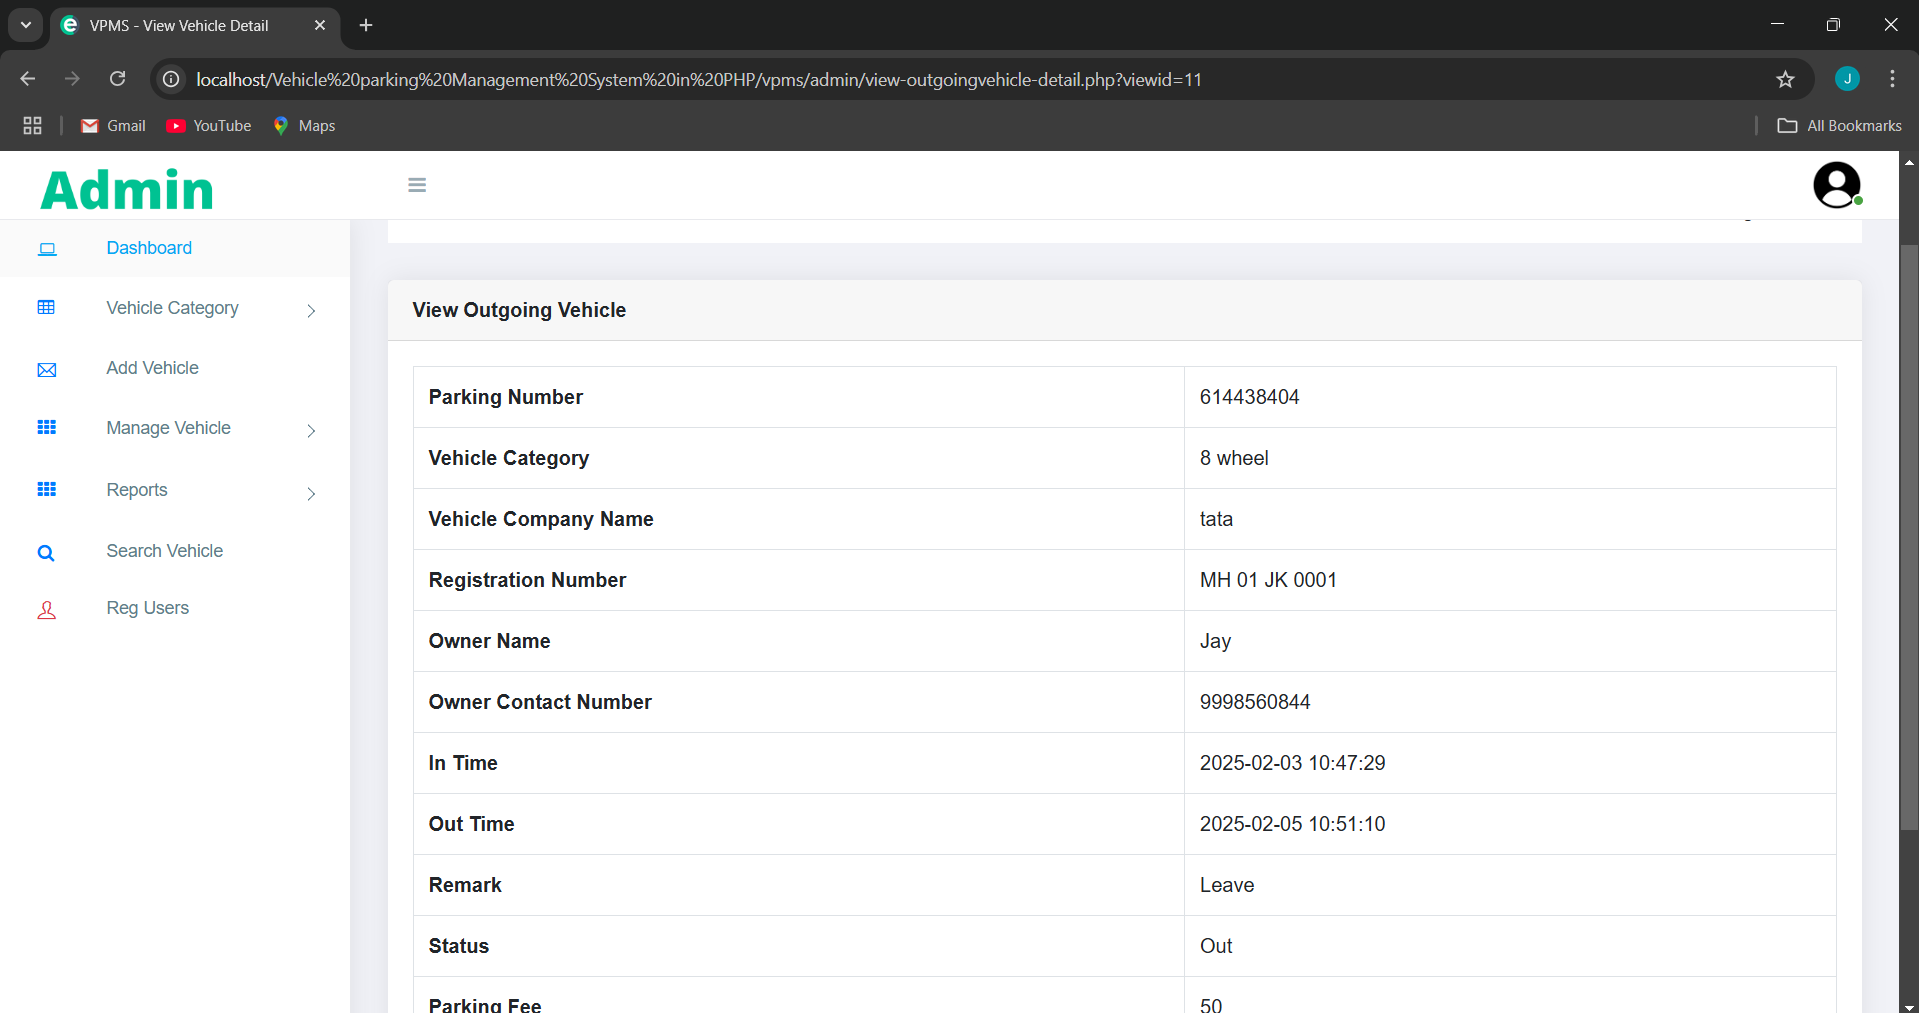 VPMS - View Vehicle Detail
localhost/Vehicle%20parking%20Management%20System%20in%20PHP/vpms/admin/view-outgoingvehicle-detail.php?viewid=11
J
Gmail YouTube Maps All Bookmarks
Admin
Dashboard
Vehicle Category
Add Vehicle
Manage Vehicle
Reports
Search Vehicle
Reg Users
View Outgoing Vehicle
Parking Number 614438404
Vehicle Category 8 wheel
Vehicle Company Name tata
Registration Number MH 01 JK 0001
Owner Name Jay
Owner Contact Number 9998560844
In Time 2025-02-03 10:47:29
Out Time 2025-02-05 10:51:10
Remark Leave
Status Out
Parking Fee 50